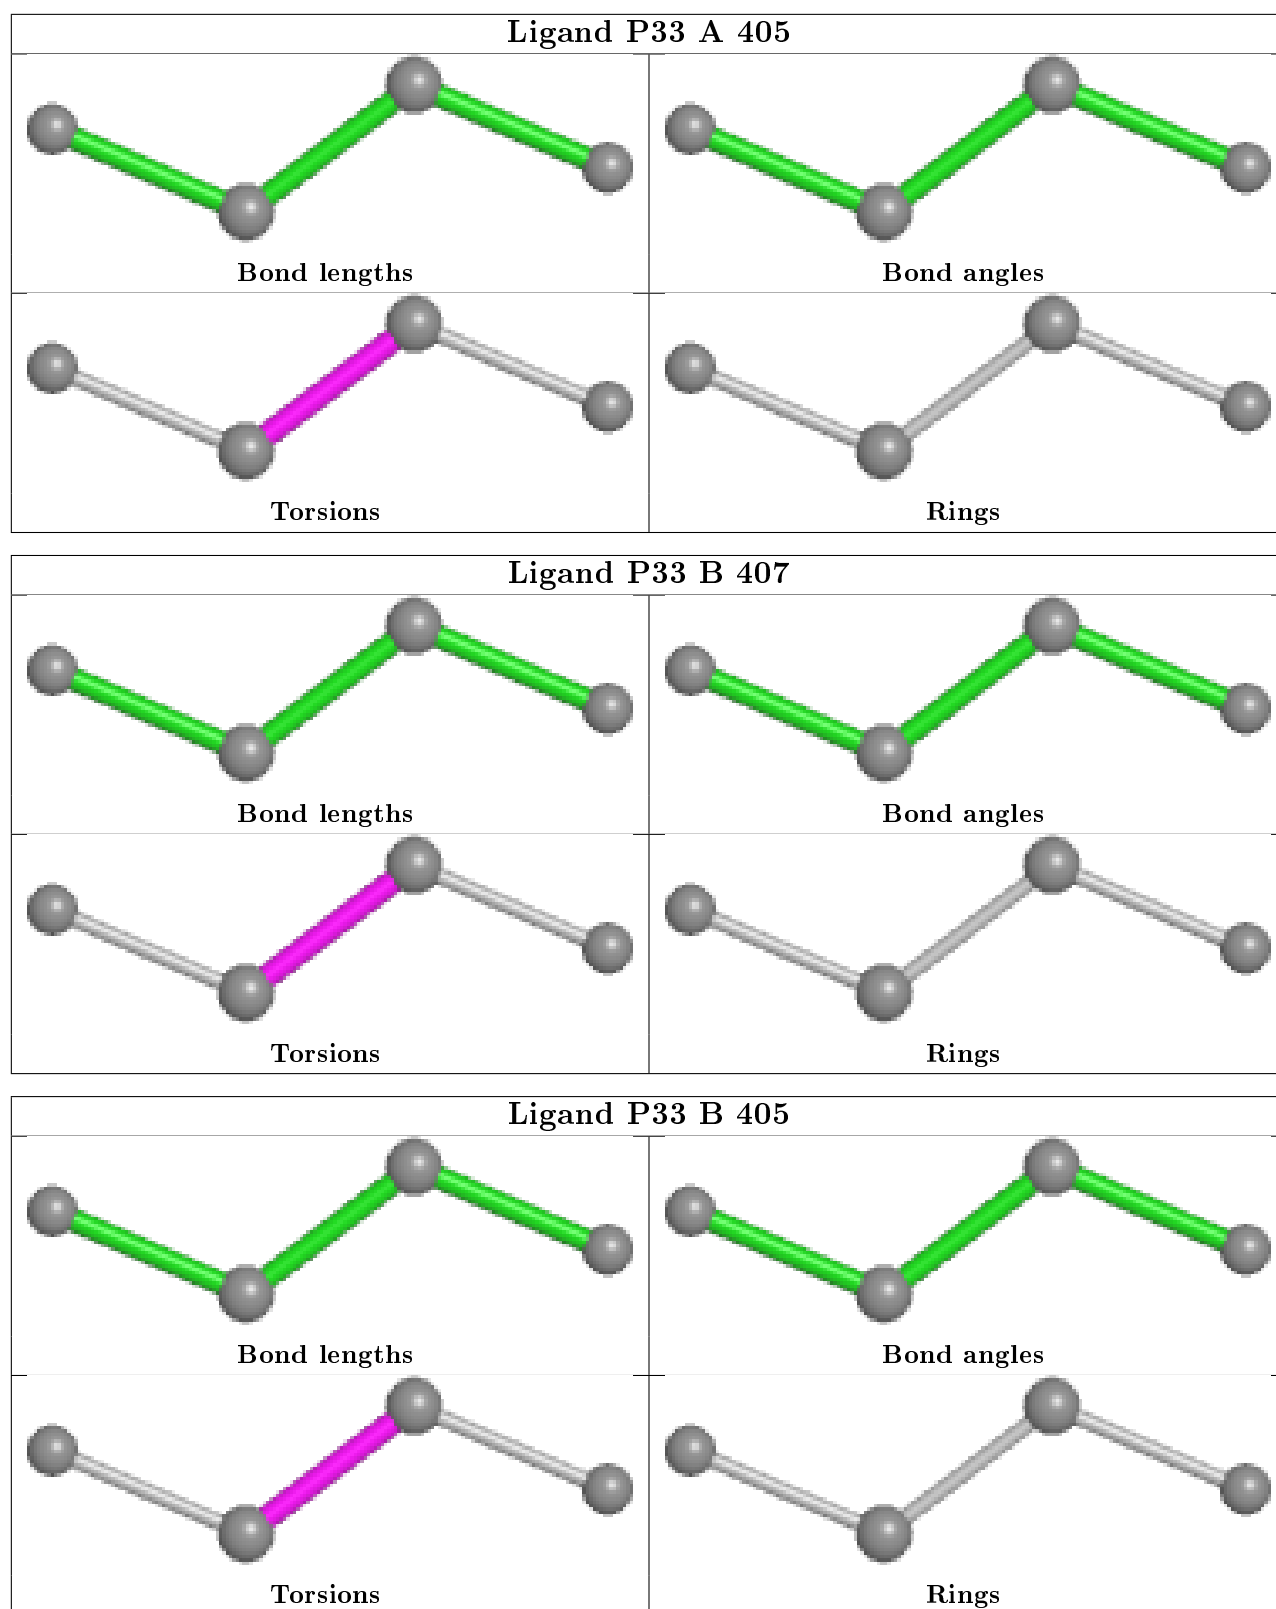 Ligand P33 A 405
Bond lengths
Bond angles
Torsions
Rings
Ligand P33 B 407
Bond lengths
Bond angles
Torsions
Rings
Ligand P33 B 405
Bond lengths
Bond angles
Torsions
Rings